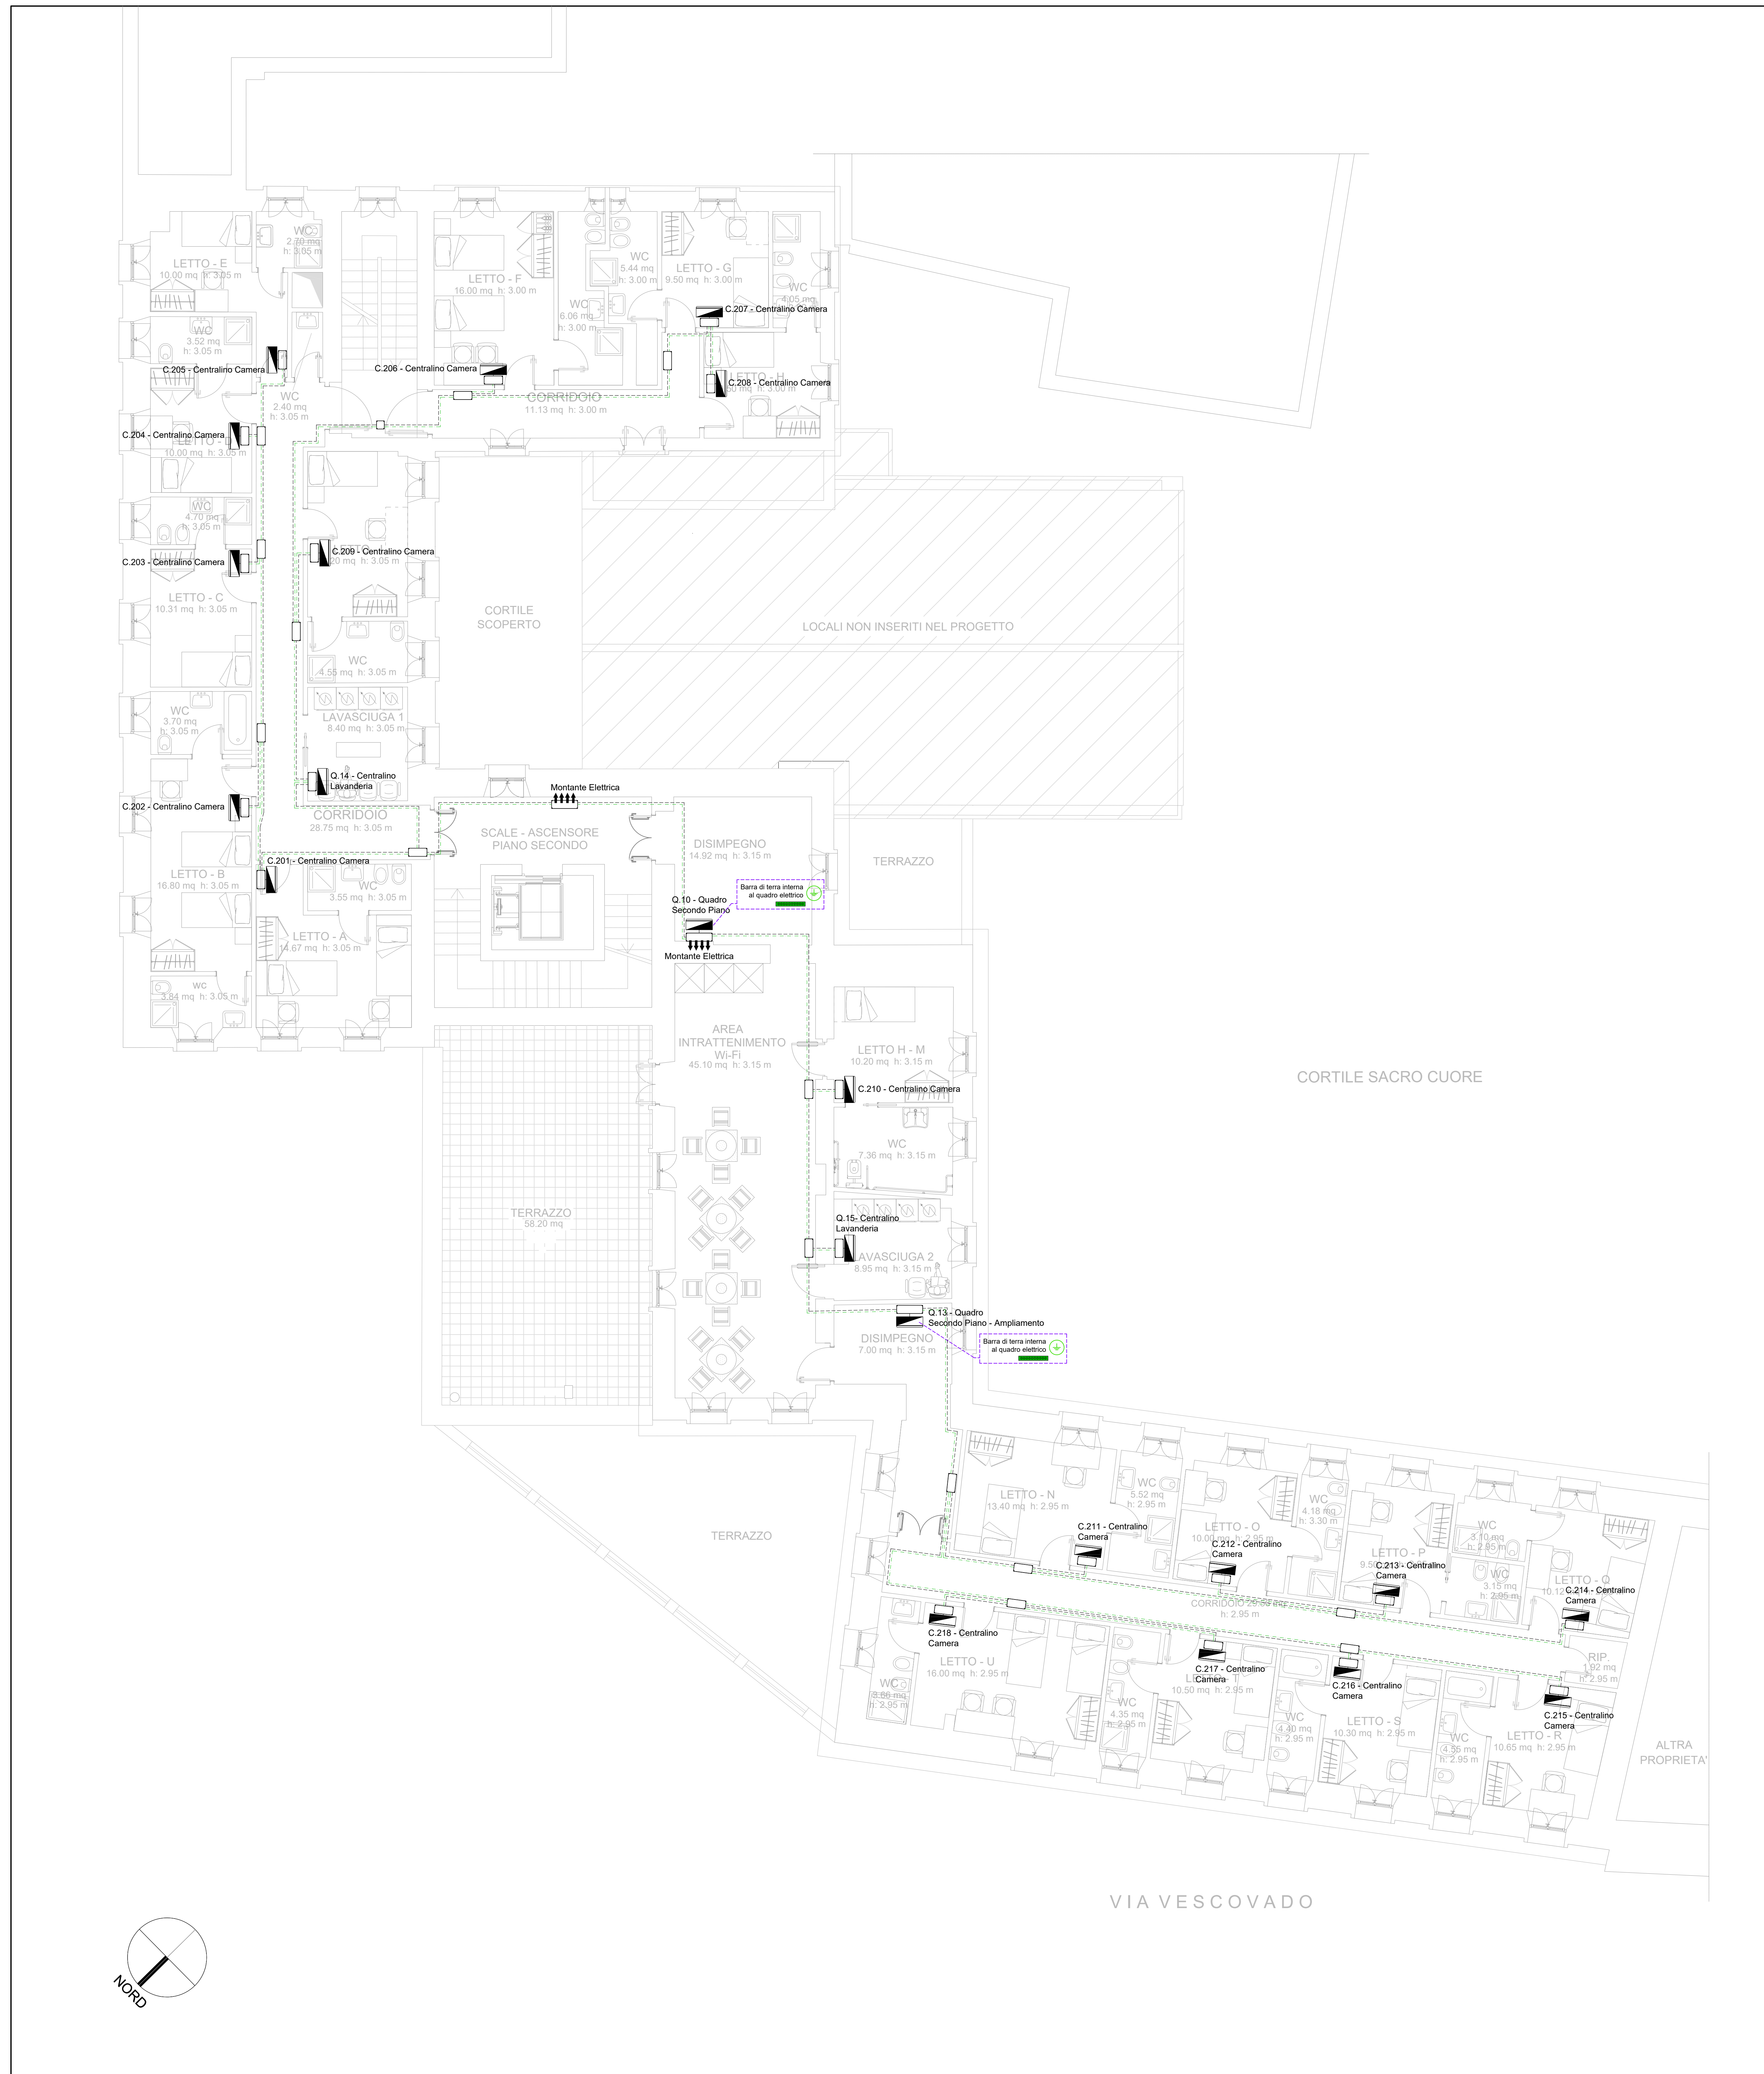 WC
2.70 mq
h: 3.05 m
LETTO - E
10.00 mq h: 3.05 m
WC
3.52 mq
h: 3.05 m
C.205 - Centralino Camera
WC
2.40 mq
h: 3.05 m
LETTO - F
16.00 mq h: 3.00 m
C.206 - Centralino Camera
WC
6.06 mq
h: 3.00 m
WC
5.44 mq
h: 3.00 m
LETTO - G
9.50 mq h: 3.00 m
WC
4.05 mq
C.207 - Centralino Camera
LETTO - H
h: 3.00 m
C.208 - Centralino Camera
CORRIDOIO
11.13 mq h: 3.00 m
C.204 - Centralino Camera
10.00 mq h: 3.05 m
WC
4.70 mq
h: 3.05 m
C.203 - Centralino Camera
LETTO - C
10.31 mq h: 3.05 m
C.209 - Centralino Camera
mq h: 3.05 m
WC
4.55 mq h: 3.05 m
CORTILE
SCOPERTO
LOCALI NON INSERITI NEL PROGETTO
WC
3.70 mq
h: 3.05 m
LAVASCIUGA 1
8.40 mq h: 3.05 m
Q.14 - Centralino
Lavanderia
C.202 - Centralino Camera
CORRIDOIO
28.75 mq h: 3.05 m
Montante Elettrica
SCALE - ASCENSORE
PIANO SECONDO
DISIMPEGNO
14.92 mq h: 3.15 m
TERRAZZO
C.201 - Centralino Camera
LETTO - B
16.80 mq h: 3.05 m
WC
3.55 mq h: 3.05 m
Barra di terra interna
al quadro elettrico
Q.10 - Quadro
Secondo Piano
LETTO - A
14.67 mq h: 3.05 m
Montante Elettrica
wc
3.84 mq h: 3.05 m
AREA
INTRATTENIMENTO
Wi-Fi
45.10 mq h: 3.15 m
LETTO H - M
10.20 mq h: 3.15 m
C.210 - Centralino Camera
CORTILE SACRO CUORE
WC
7.36 mq h: 3.15 m
TERRAZZO
58.20 mq
Q.15- Centralino
Lavanderia
LAVASCIUGA 2
8.95 mq h: 3.15 m
Q.13 - Quadro
Secondo Piano - Ampliamento
DISIMPEGNO
7.00 mq h: 3.15 m
Barra di terra interna
al quadro elettrico
TERRAZZO
LETTO - N
13.40 mq h: 2.95 m
WC
5.52 mq
h: 2.95 m
C.211 - Centralino
Camera
LETTO - O
10.00 mq h: 2.95 m
C.212 - Centralino
Camera
WC
4.18 mq
h: 3.30 m
LETTO - P
C.213 - Centralino
Camera
WC
3.10 mq
h: 2.95 m
WC
3.15 mq
h: 2.95 m
LETTO - Q
C.214 - Centralino
Camera
h: 2.95 m
C.218 - Centralino
Camera
LETTO - U
16.00 mq h: 2.95 m
WC
3.86 mq
h: 2.95 m
WC
4.35 mq
h: 2.95 m
C.217 - Centralino
Camera
10.50 mq h: 2.95 m
WC
4.40 mq
h: 2.95 m
C.216 - Centralino
Camera
LETTO - S
10.30 mq h: 2.95 m
WC
4.55 mq
h: 2.95 m
RIP.
1.92 mq
h: 2.95 m
C.215 - Centralino
Camera
LETTO - R
10.65 mq h: 2.95 m
ALTRA
PROPRIETA'
VIA VESCOVADO
NORD